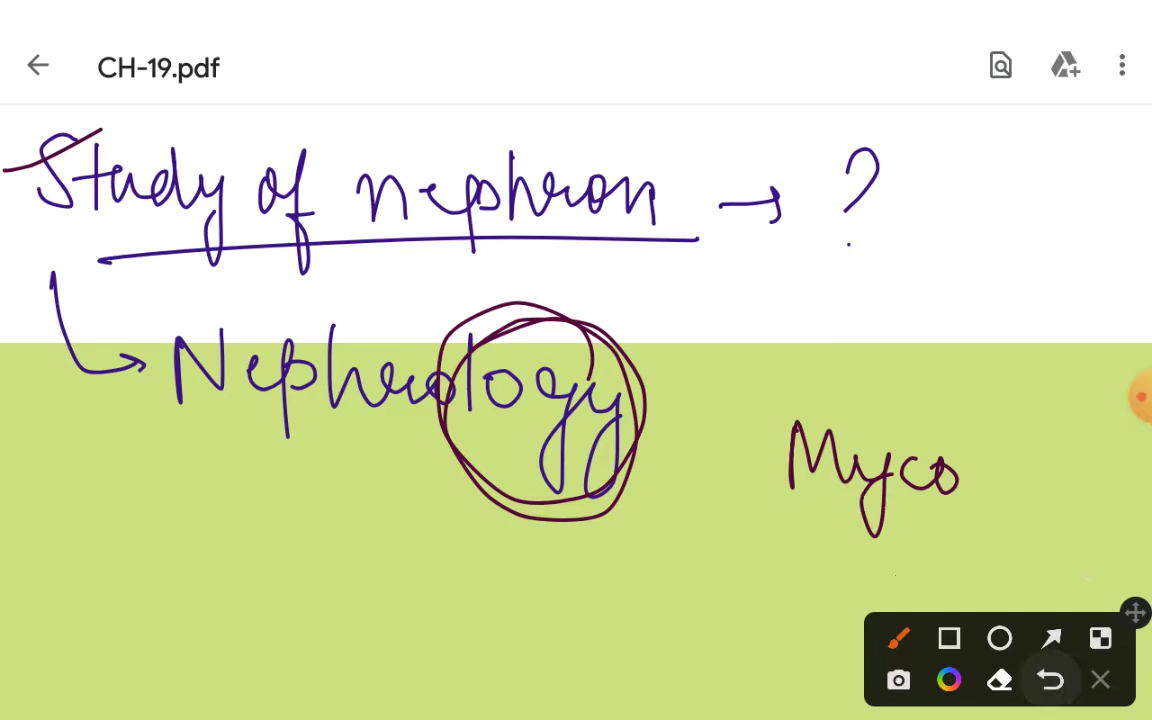 CH-19.pdf
Study of nephron → ?
Nephrology
Myco